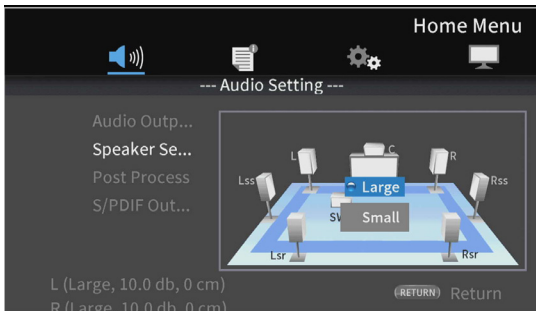 Home Menu
--- Audio Setting ---
Audio Outp...
Speaker Se...
Post Process
S/PDIF Out...
L
C
R
Lss
Rss
Large
Small
Lsr
Rsr
L (Large, 10.0 db, 0 cm)
R (Large, 10.0 db, 0 cm)
RETURN Return